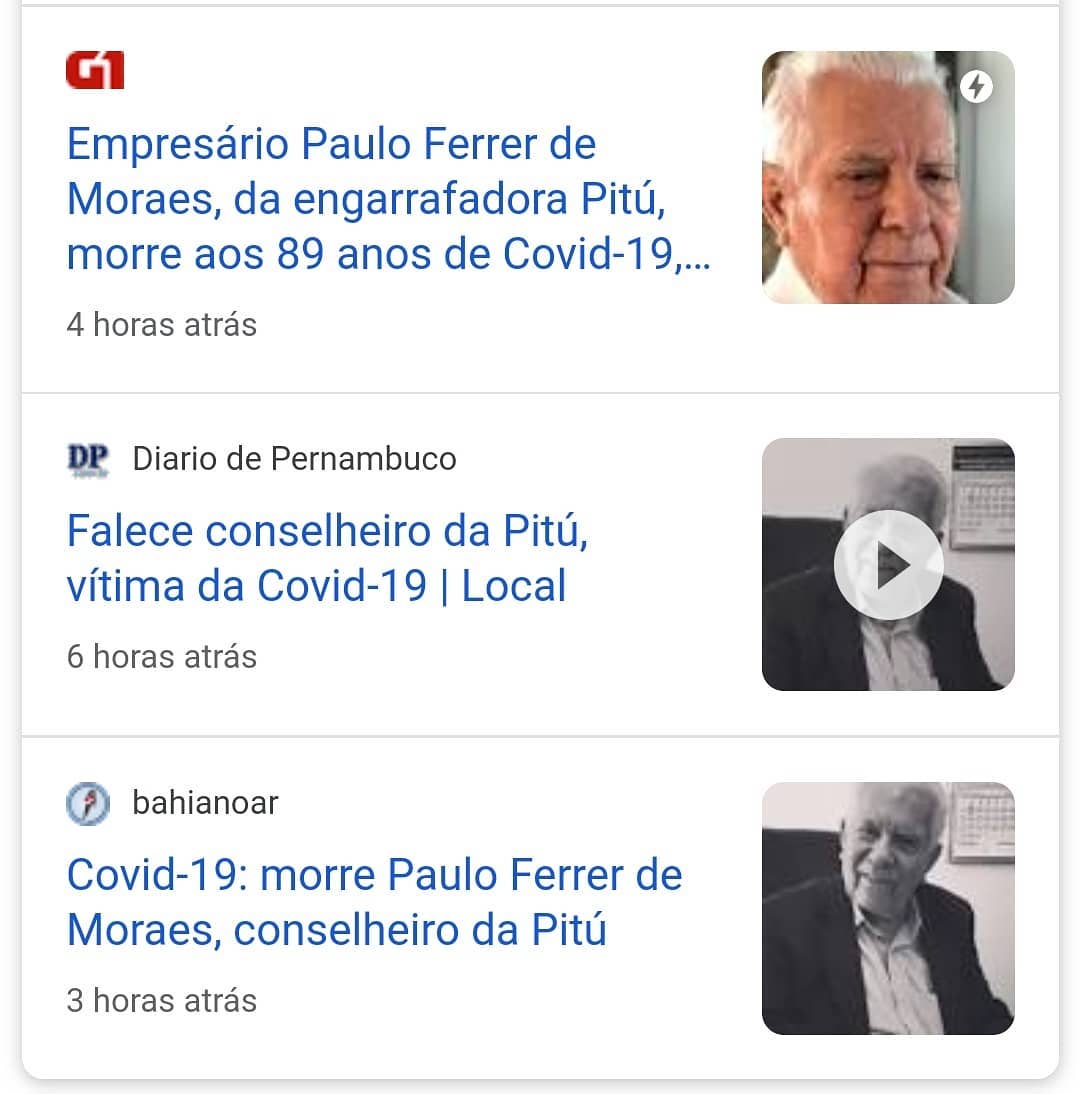 G1
Empresário Paulo Ferrer de
Moraes, da engarrafadora Pitú,
morre aos 89 anos de Covid-19,...
4 horas atrás
DP
Diario de Pernambuco
Falece conselheiro da Pitú,
vítima da Covid-19 | Local
6 horas atrás
bahianoar
Covid-19: morre Paulo Ferrer de
Moraes, conselheiro da Pitú
3 horas atrás